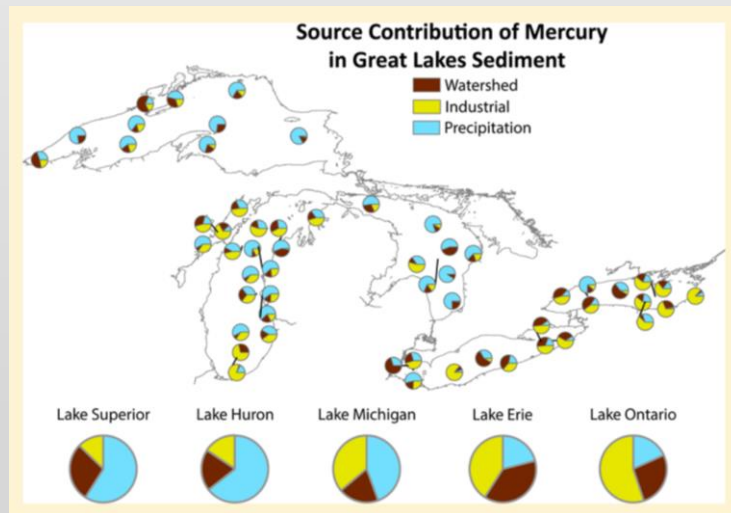 Source Contribution of Mercury
in Great Lakes Sediment
Watershed
Industrial
Precipitation
Lake Superior
Lake Huron
Lake Michigan
Lake Erie
Lake Ontario